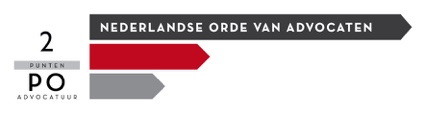 2
PUNTEN
PO
ADVOCATUUR
NEDERLANDSE ORDE VAN ADVOCATEN